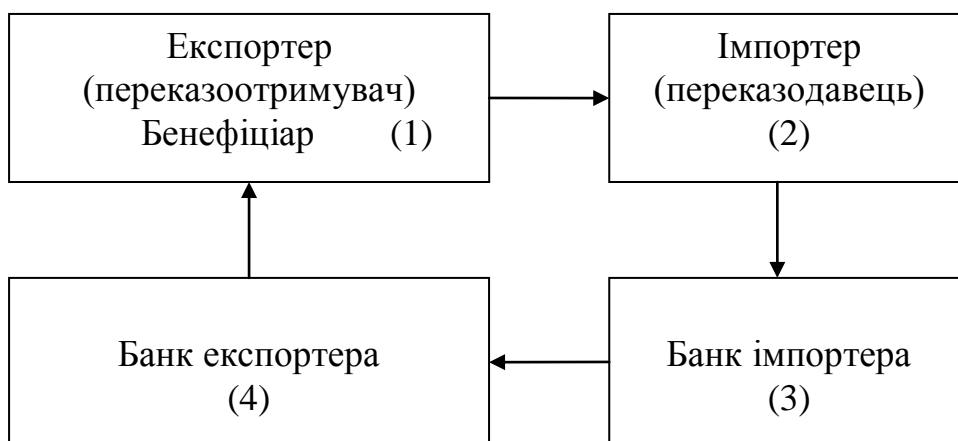 Експортер
(переказоотримувач)
Бенефіціар (1)
Імпортер
(переказодавець)
(2)
Банк експортера
(4)
Банк імпортера
(3)